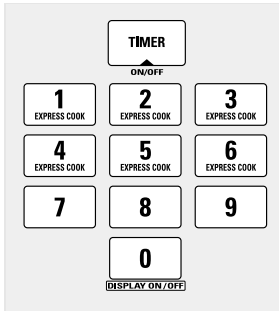 TIMER
ON/OFF
1 2 3
EXPRESS COOK EXPRESS COOK EXPRESS COOK
4 5 6
EXPRESS COOK EXPRESS COOK EXPRESS COOK
7 8 9
0
DISPLAY ON/OFF